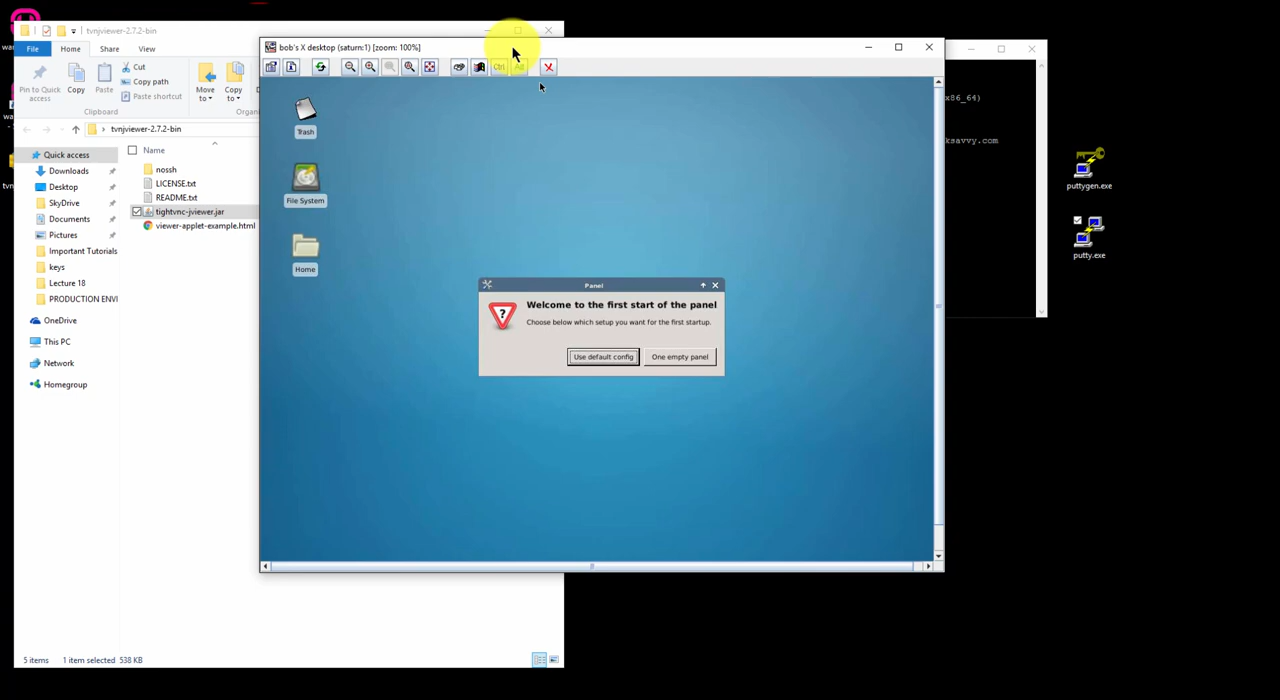 tvnjviewer-2.7.2-bin
File
Home
Share
View
Pin to Quick
access
Copy
Paste
Cut
Copy path
Paste shortcut
Move
to
Copy
to
Clipboard
tvnjviewer-2.7.2-bin
Name
Quick access
Downloads
Desktop
SkyDrive
Documents
Pictures
Important Tutorials
keys
Lecture 18
PRODUCTION ENVI
OneDrive
This PC
Network
Homegroup
nossh
LICENSE.txt
README.txt
tightvnc-jviewer.jar
viewer-applet-example.html
5 items 1 item selected 538 KB
bob's X desktop (saturn:1) [zoom: 100%]
Ctrl
Alt
Trash
File System
Home
Panel
Welcome to the first start of the panel
Choose below which setup you want for the first startup.
Use default config
One empty panel
x86_64)
ksavvy.com
puttygen.exe
putty.exe